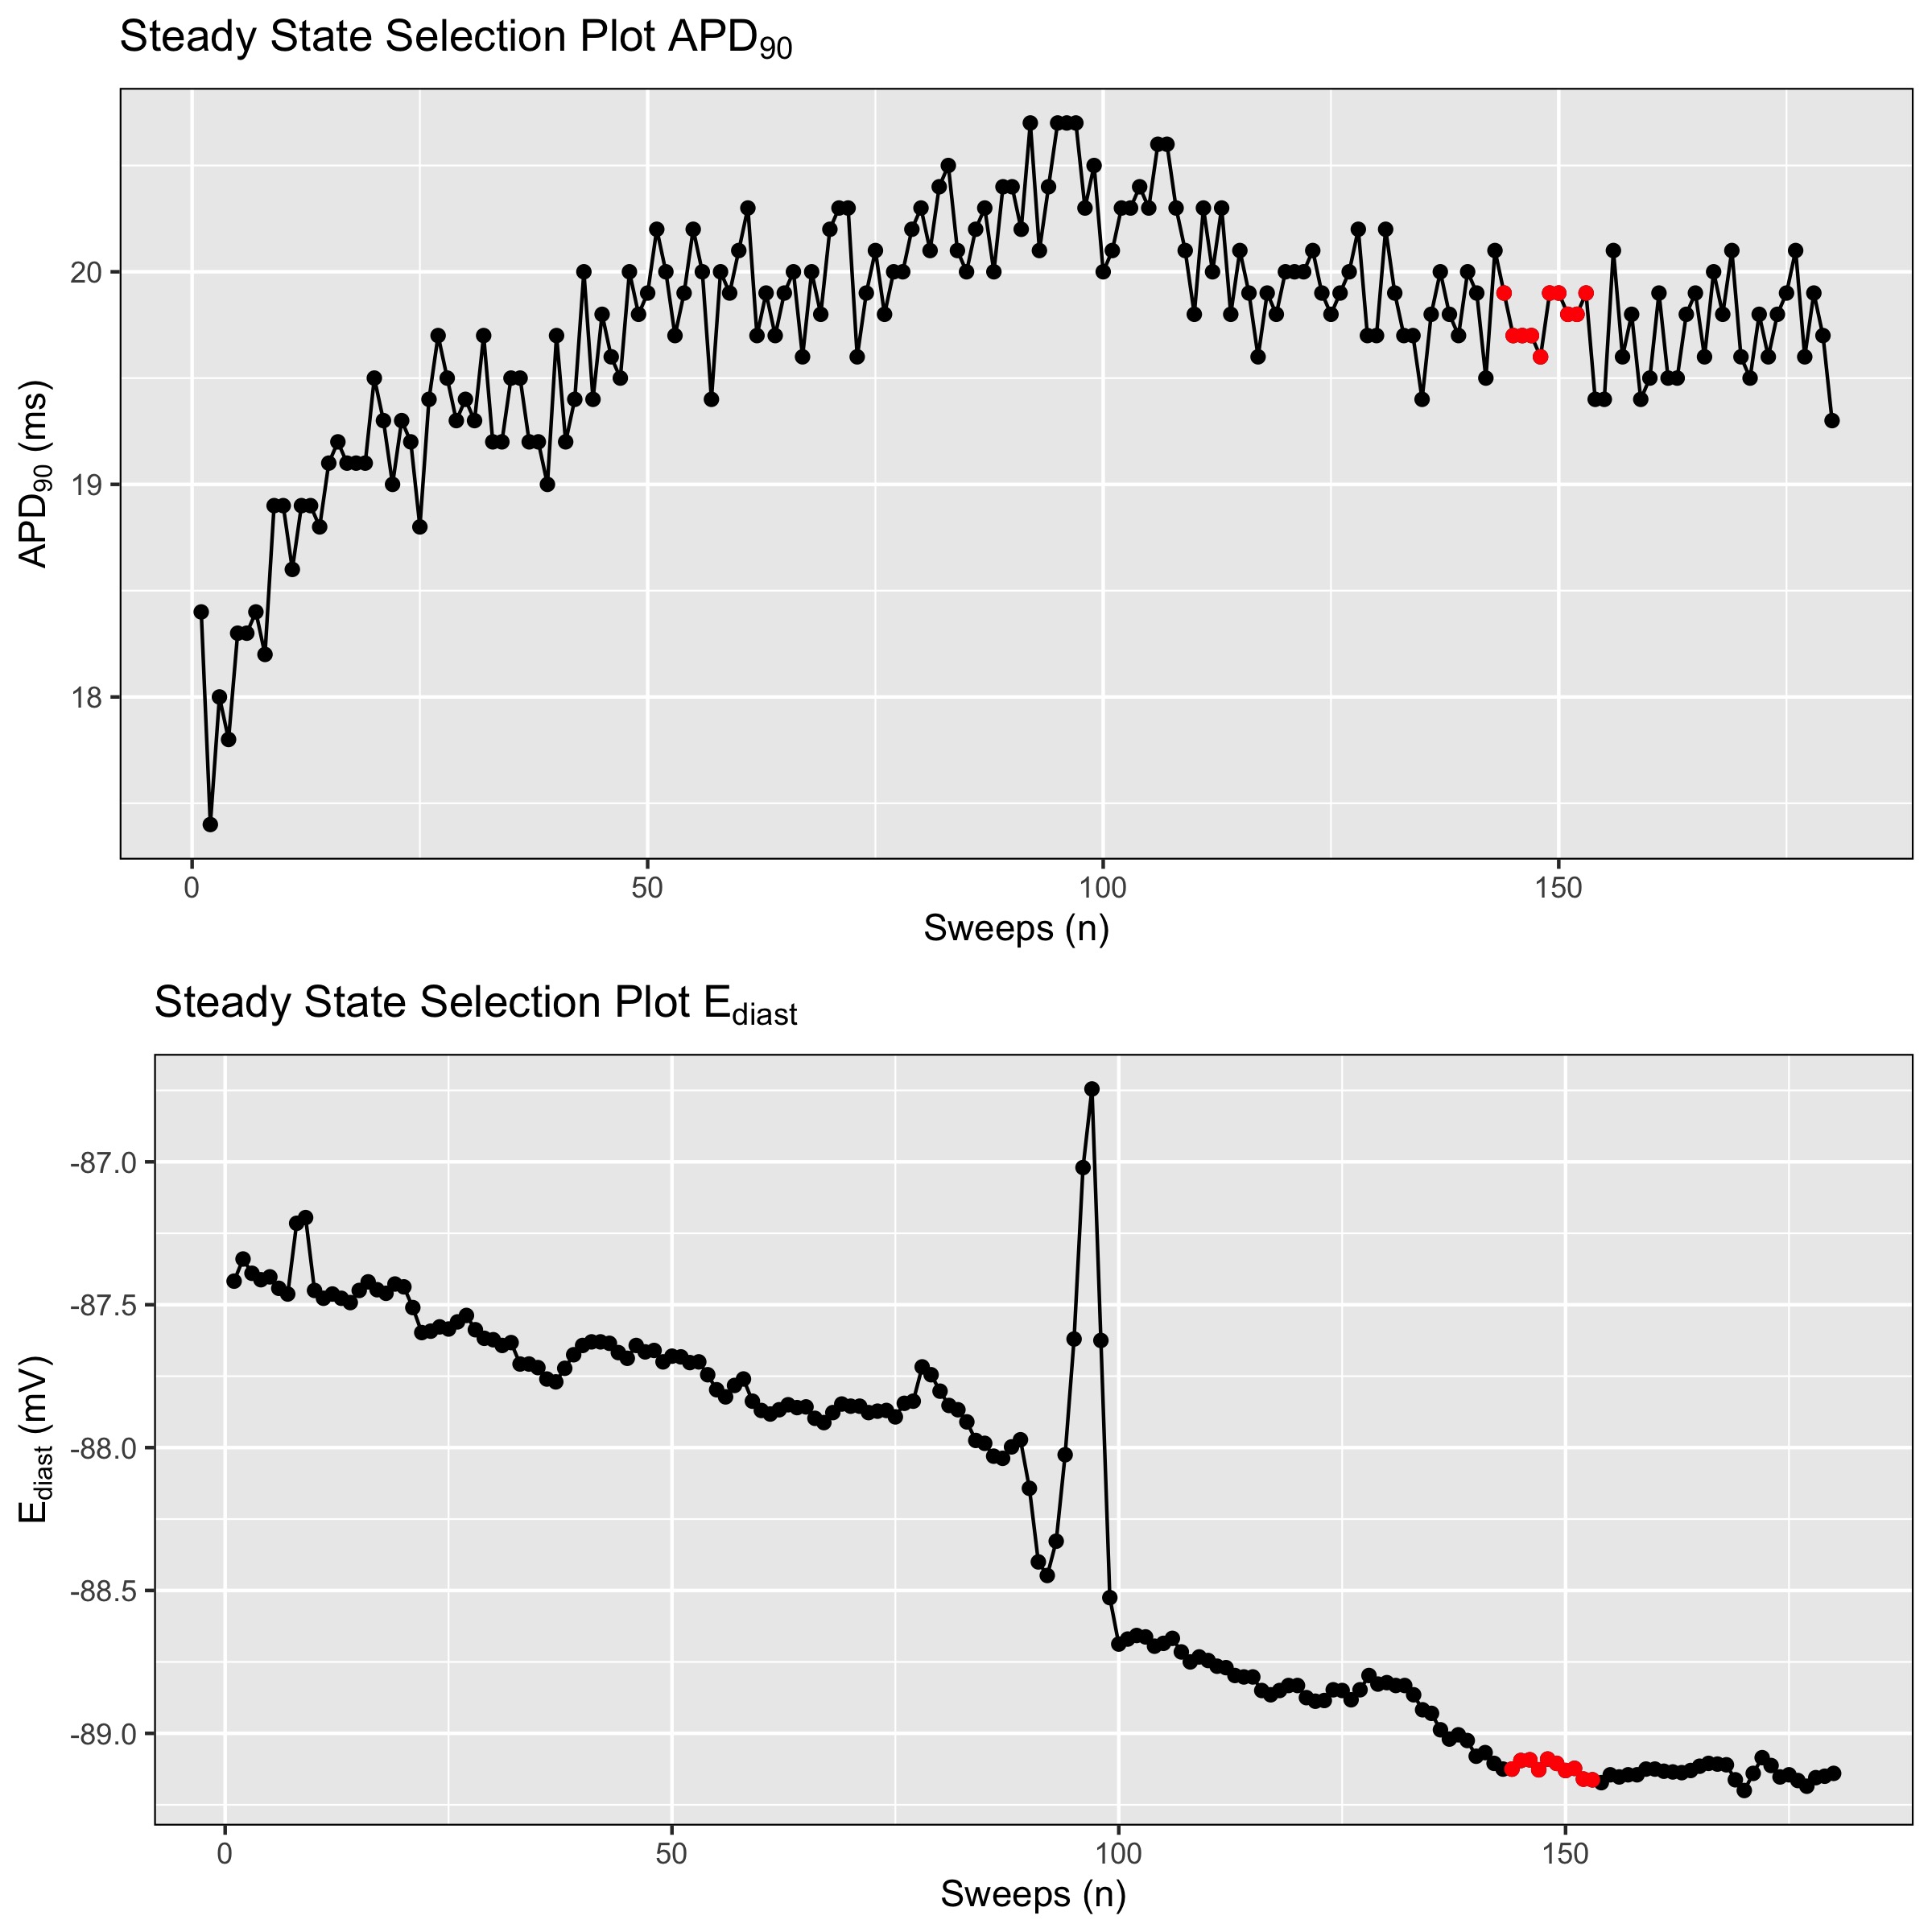 Steady State Selection Plot APD90
APD90 (ms)
20
19
18
0 50 100 150
Sweeps (n)
Steady State Selection Plot Ediast
Ediast (mV)
-87.0
-87.5
-88.0
-88.5
-89.0
0 50 100 150
Sweeps (n)